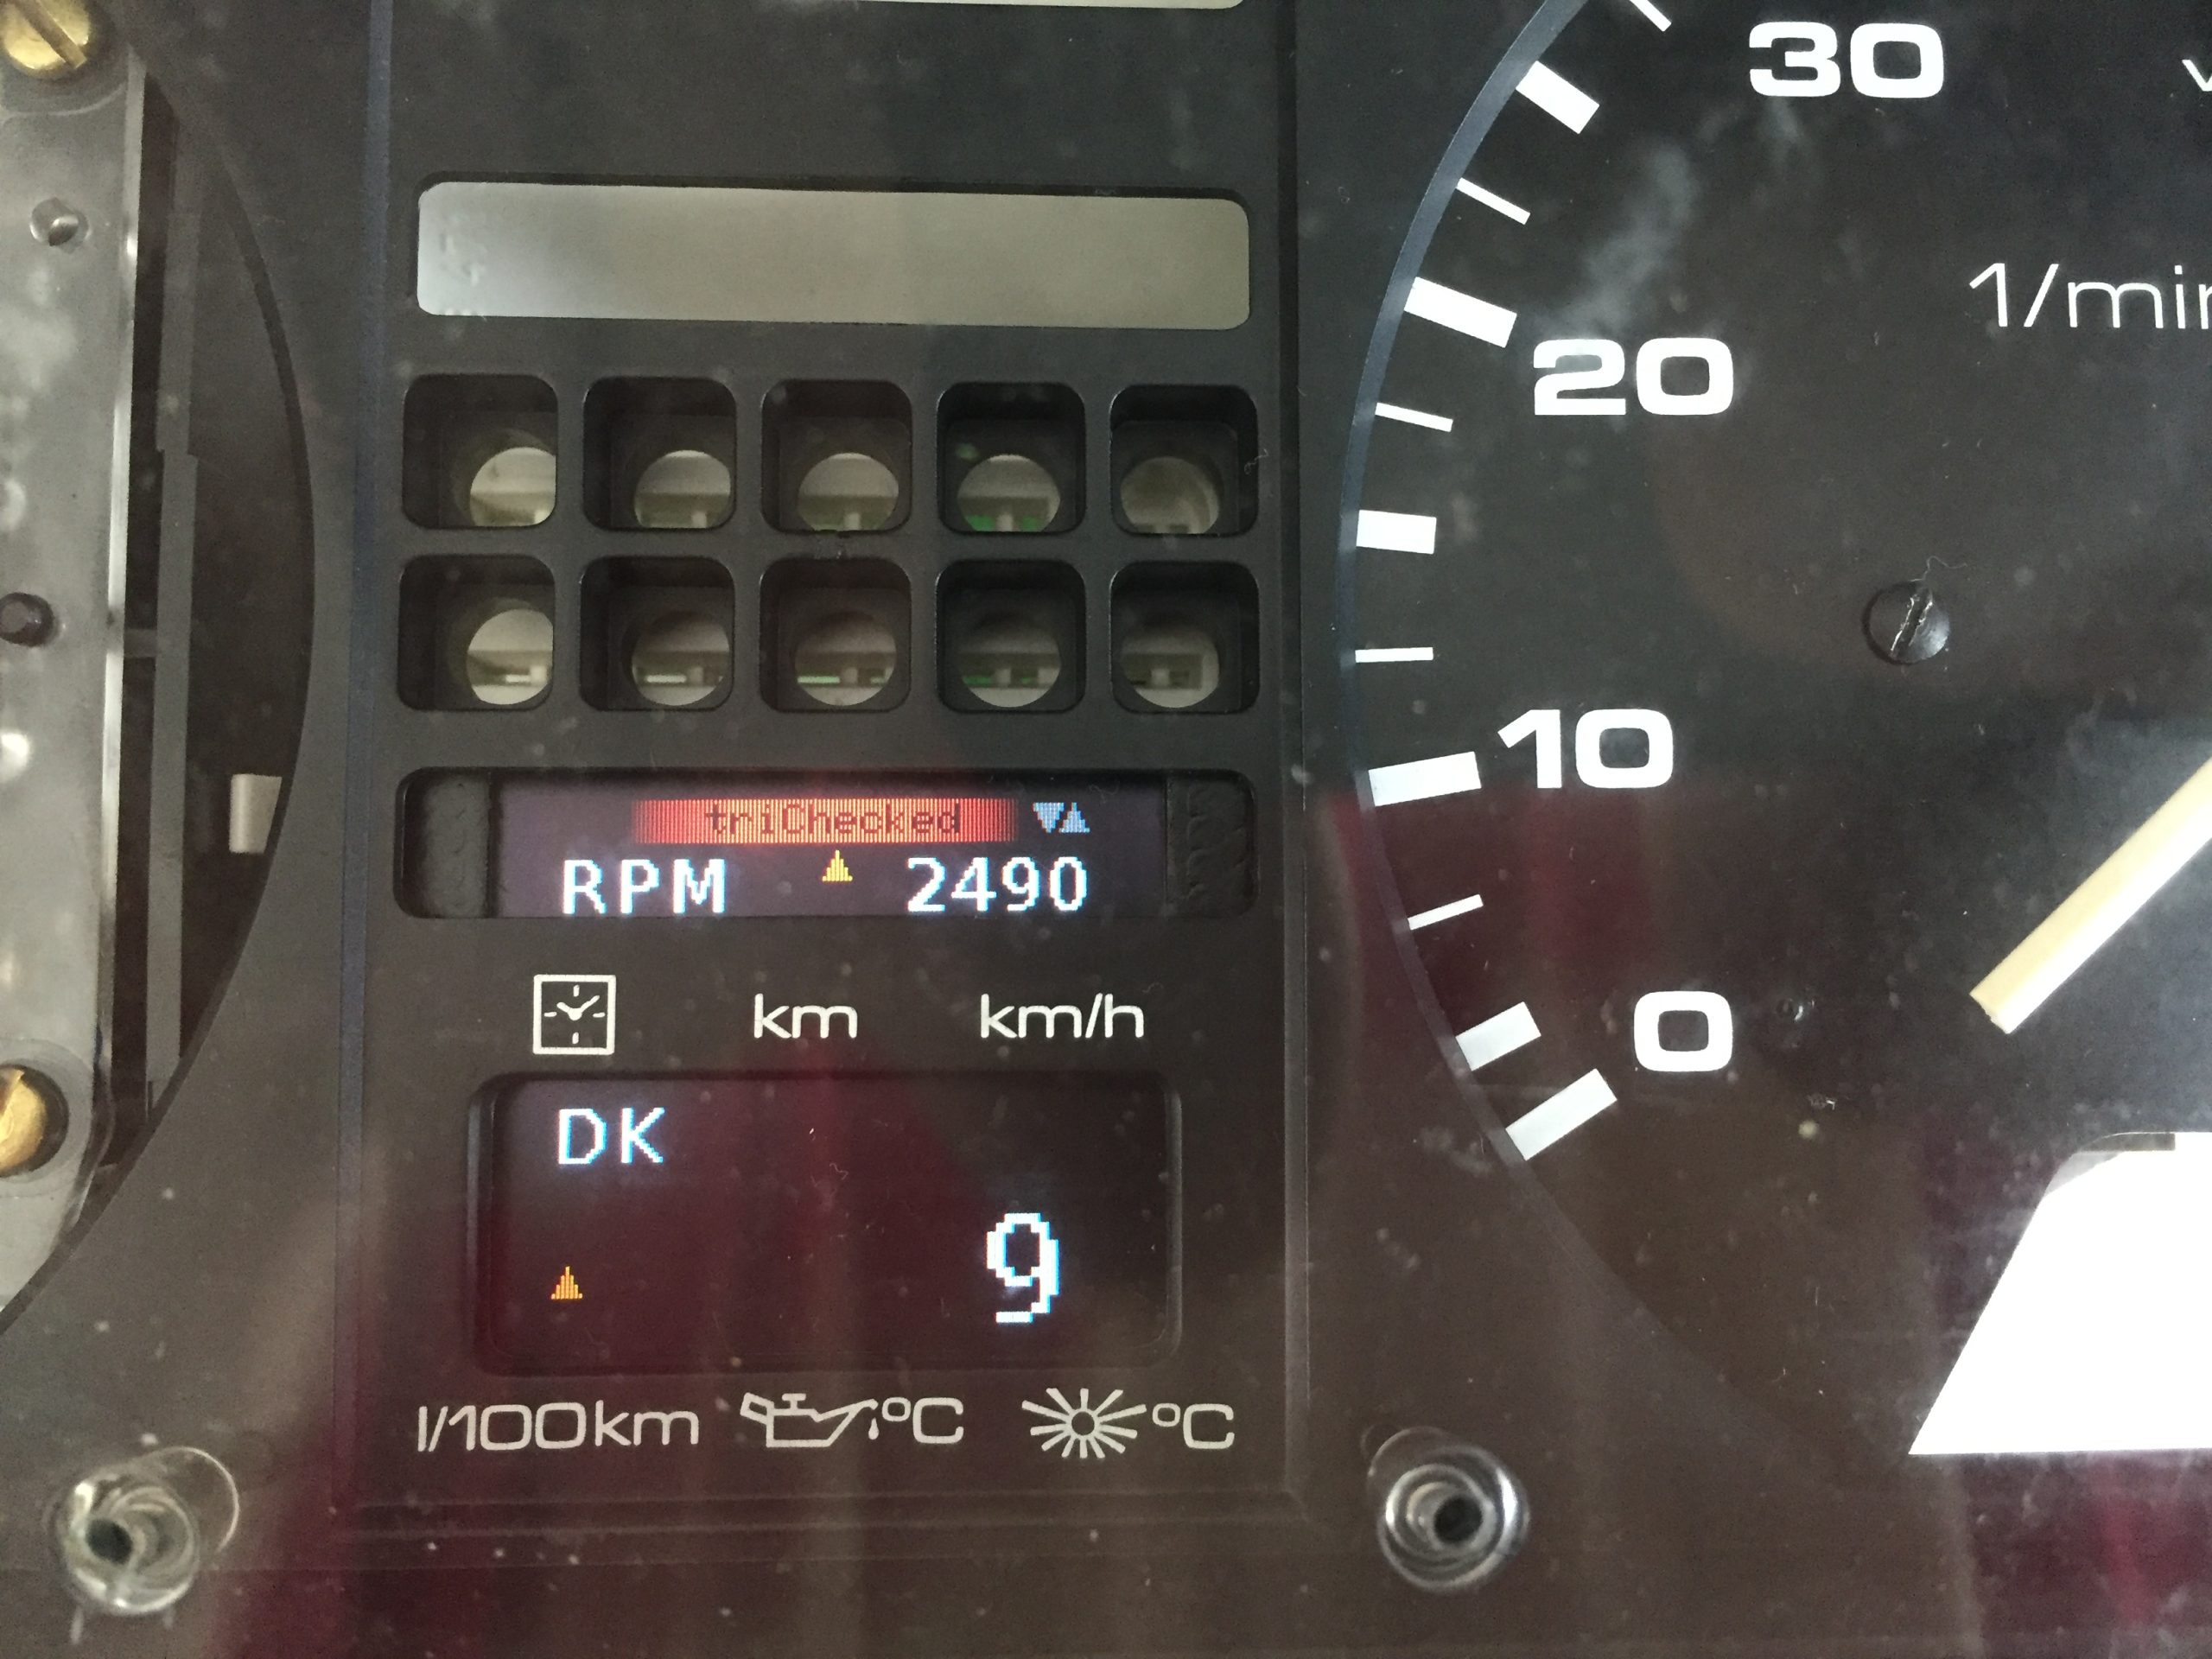 30
1/min
20
10
triChecked
RPM 2490
km km/h
0
DK
9
l/100km °C °C